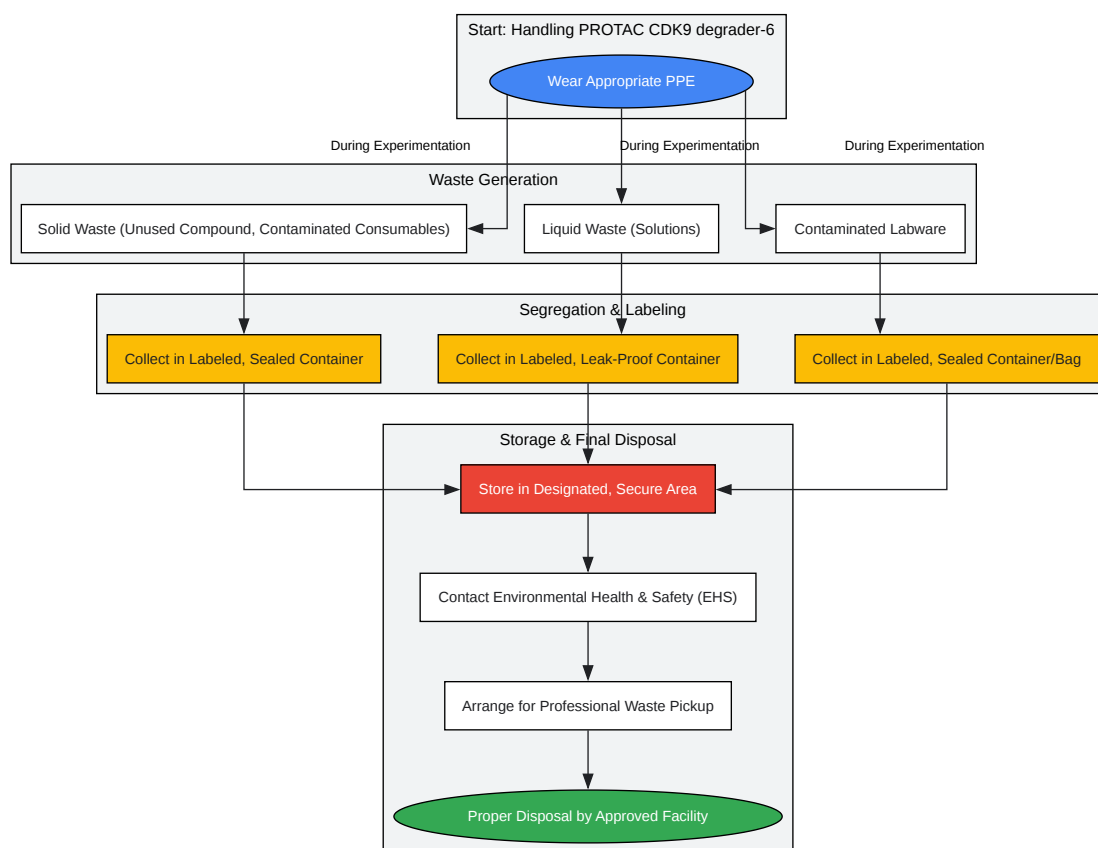 Start: Handling PROTAC CDK9 degrader-6
Wear Appropriate PPE
During Experimentation
During Experimentation
During Experimentation
Waste Generation
Solid Waste (Unused Compound, Contaminated Consumables)
Liquid Waste (Solutions)
Contaminated Labware
Segregation & Labeling
Collect in Labeled, Sealed Container
Collect in Labeled, Leak-Proof Container
Collect in Labeled, Sealed Container/Bag
Storage & Final Disposal
Store in Designated, Secure Area
Contact Environmental Health & Safety (EHS)
Arrange for Professional Waste Pickup
Proper Disposal by Approved Facility